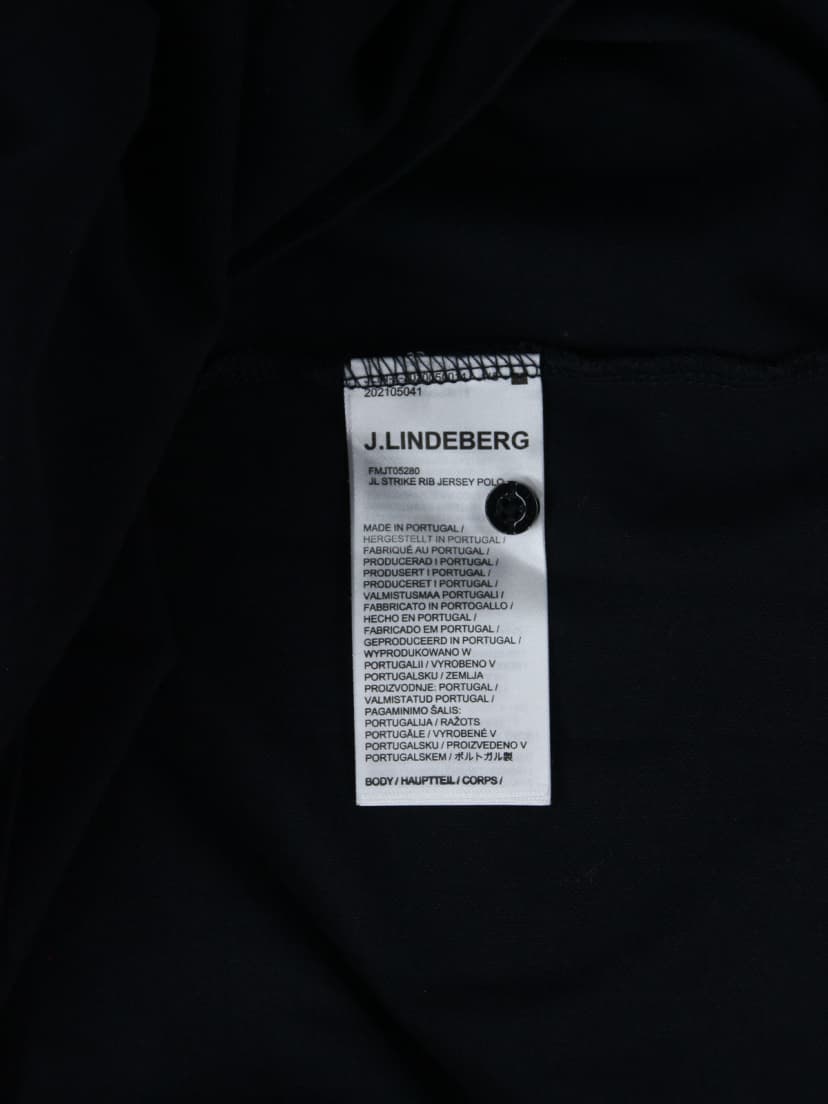 202105041
J.LINDEBERG
FMJT05280
JL STRIKE RIB JERSEY POLO
MADE IN PORTUGAL /
HERGESTELLT IN PORTUGAL /
FABRIQUÉ AU PORTUGAL /
PRODUCERAD I PORTUGAL /
PRODUSERT I PORTUGAL /
PRODUCERET I PORTUGAL /
VALMISTUSMAA PORTUGALI /
FABBRICATO IN PORTOGALLO /
HECHO EN PORTUGAL /
FABRICADO EM PORTUGAL /
GEPRODUCEERD IN PORTUGAL /
WYPRODUKOWANO W
PORTUGALII / VYROBENO V
PORTUGALSKU / ZEMLJA
PROIZVODNJE: PORTUGAL /
VALMISTATUD PORTUGAL /
PAGAMINIMO ŠALIS:
PORTUGALIJA / RAŽOTS
PORTUGĀLE / VYROBENÉ V
PORTUGALSKU / PROIZVEDENO V
PORTUGALSKEM / ポルトガル製
BODY / HAUPTTEIL / CORPS /